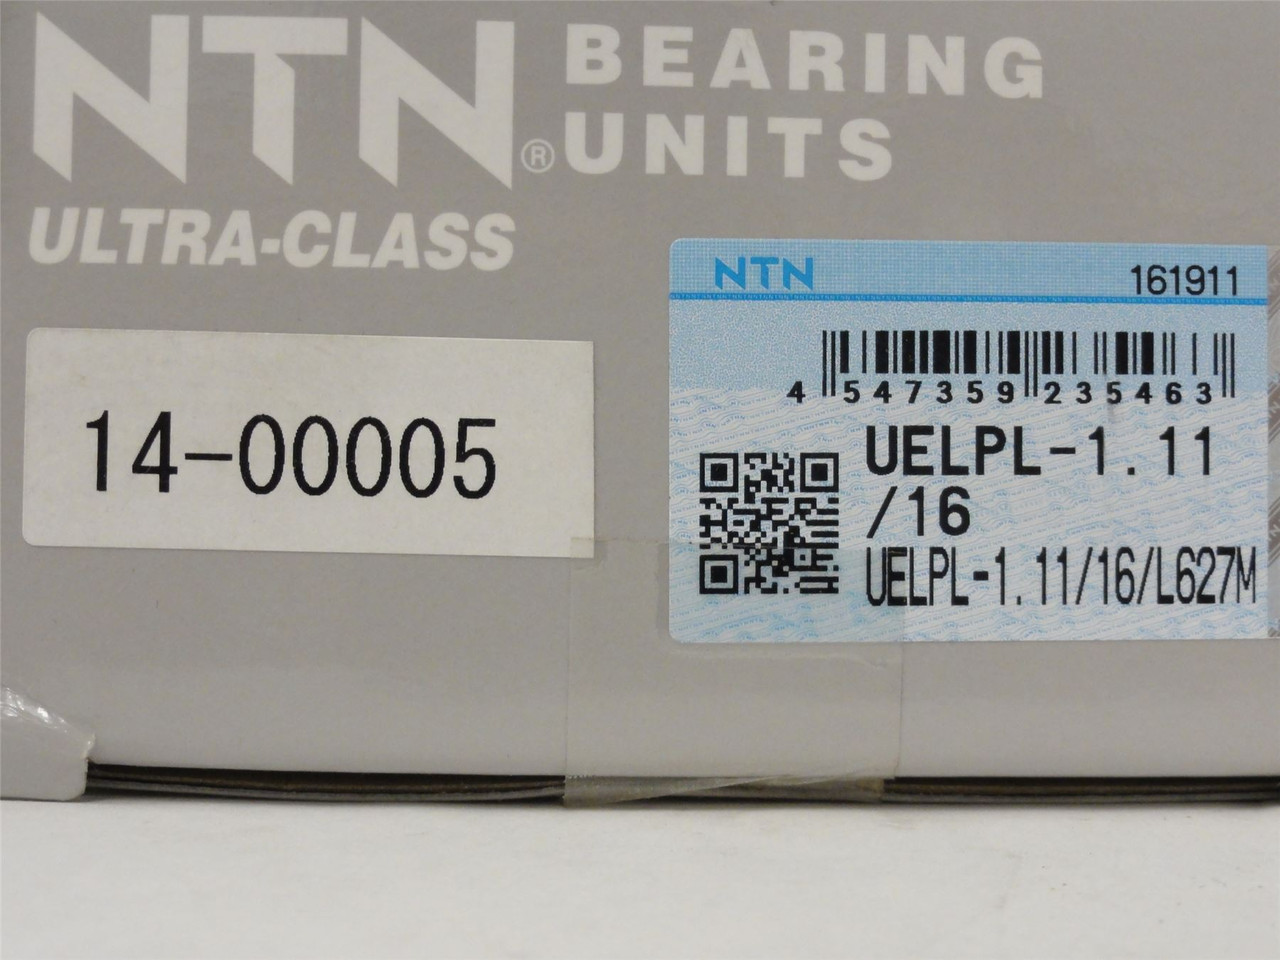 NTN® BEARING
UNITS
ULTRA-CLASS
NTN 161911
4 547359 235463
14-00005
UELPL-1.11
/16
UELPL-1.11/16/L627M